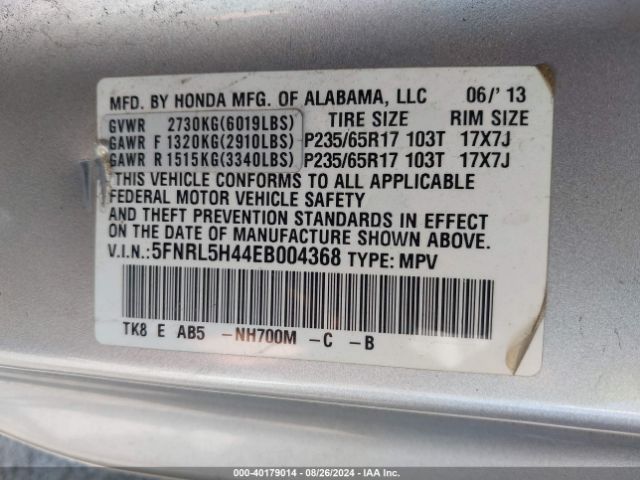 MFD. BY HONDA MFG. OF ALABAMA, LLC 06/'13
GVWR 2730KG(6019LBS) TIRE SIZE RIM SIZE
GAWR F 1320KG(2910LBS) P235/65R17 103T 17X7J
GAWR R 1515KG(3340LBS) P235/65R17 103T 17X7J
THIS VEHICLE CONFORMS TO ALL APPLICABLE
FEDERAL MOTOR VEHICLE SAFETY
AND THEFT PREVENTION STANDARDS IN EFFECT
ON THE DATE OF MANUFACTURE SHOWN ABOVE.
V.I.N.:5FNRL5H44EB004368 TYPE: MPV
TK8 E AB5 -NH700M -C -B
000-40179014 - 08/26/2024 - IAA Inc.